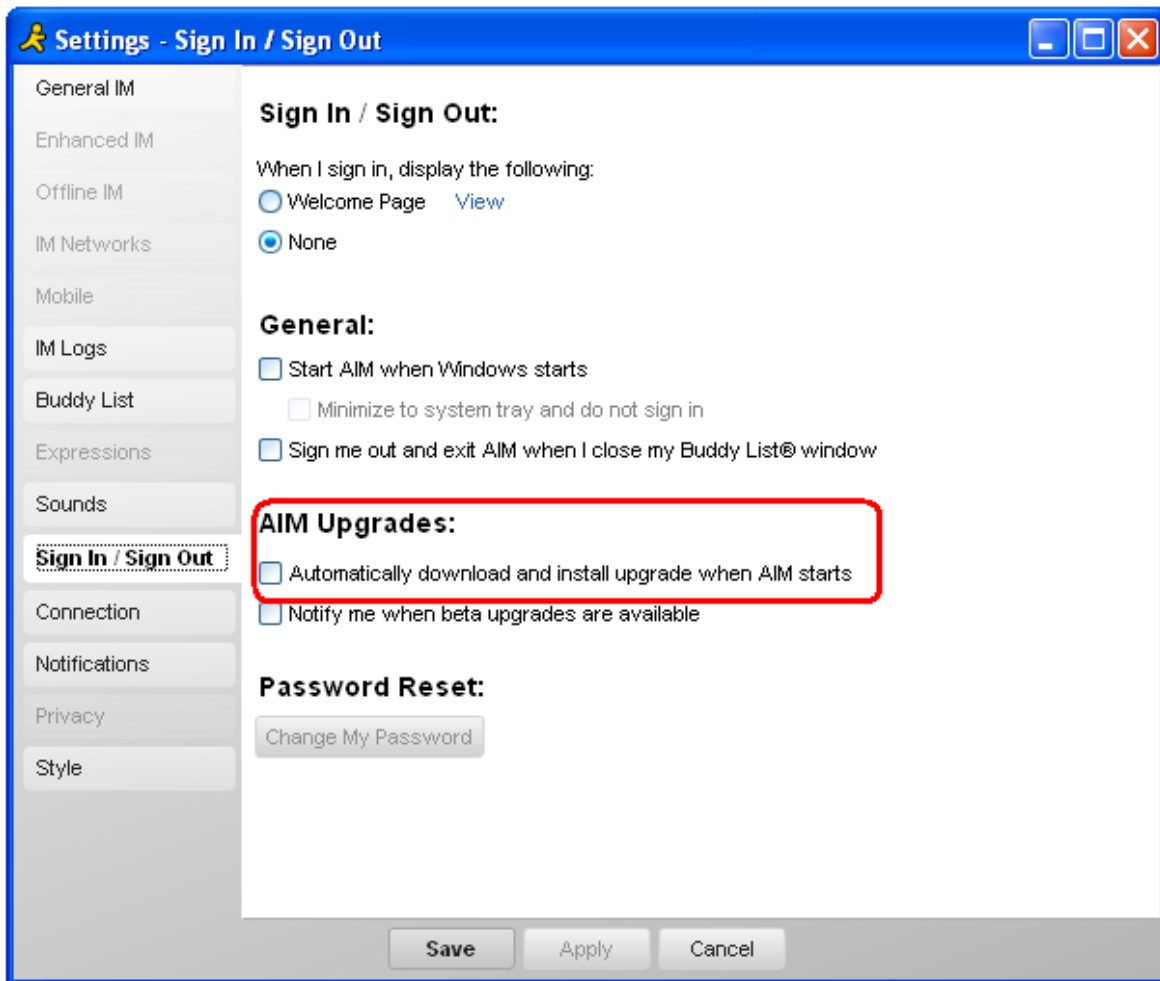 Settings - Sign In / Sign Out
General IM
Enhanced IM
Offline IM
IM Networks
Mobile
IM Logs
Buddy List
Expressions
Sounds
Sign In / Sign Out
Connection
Notifications
Privacy
Style
Sign In / Sign Out:
When I sign in, display the following:
Welcome Page View
None
General:
Start AIM when Windows starts
Minimize to system tray and do not sign in
Sign me out and exit AIM when I close my Buddy List® window
AIM Upgrades:
Automatically download and install upgrade when AIM starts
Notify me when beta upgrades are available
Password Reset:
Change My Password
Save Apply Cancel